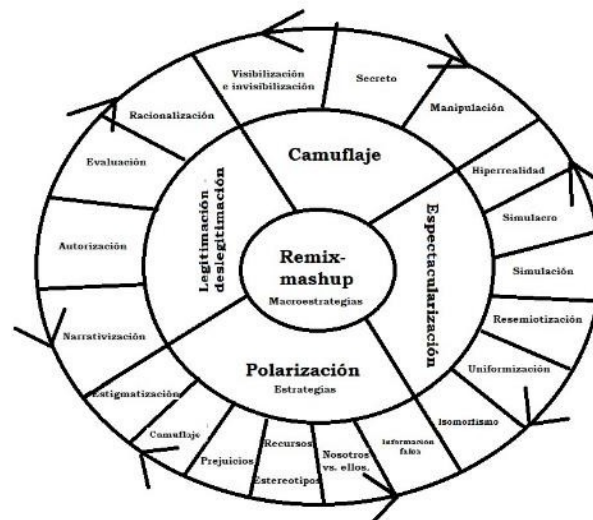 Visibilización
e invisibilización
Secreto
Manipulación
Racionalización
Camuflaje
Hiperrealidad
Evaluación
Simulacro
Legitimación
deslegitimación
Espectacularización
Autorización
Remix-
mashup
Macroestrategias
Simulación
Resemiotización
Narrativización
Polarización
Estrategias
Uniformización
Estigmatización
Isomorfismo
Camuflaje
Prejuicios
Recursos
Estereotipos
Nosotros
vs. ellos.
Información
falsa